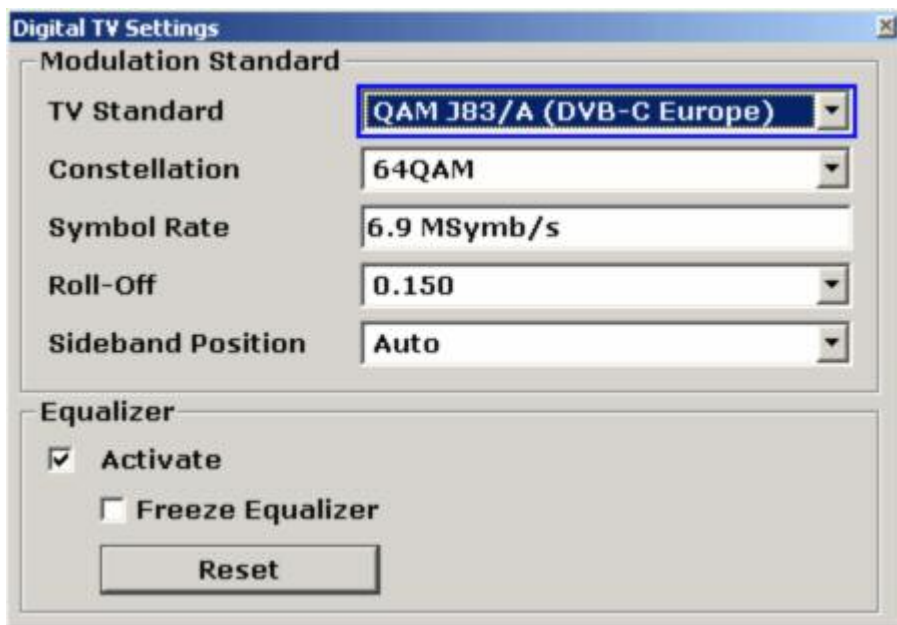 Digital TV Settings
Modulation Standard
TV Standard QAM J83/A (DVB-C Europe)
Constellation 64QAM
Symbol Rate 6.9 MSymb/s
Roll-Off 0.150
Sideband Position Auto
Equalizer
Activate
Freeze Equalizer
Reset